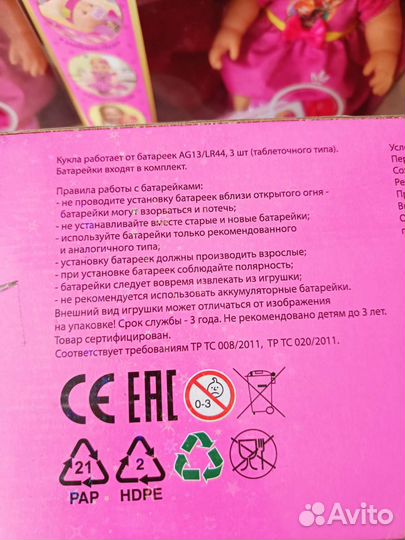 Кукла работает от батареек AG13/LR44, 3 шт (таблеточного типа).
Батарейки входят в комплект.
Правила работы с батарейками:
- не проводите установку батареек вблизи открытого огня -
батарейки могут взорваться и потечь;
- не устанавливайте вместе старые и новые батарейки;
- используйте батарейки только рекомендованного
и аналогичного типа;
- установку батареек должны производить взрослые;
- при установке батареек соблюдайте полярность;
- батарейки следует вовремя извлекать из игрушки;
- не рекомендуется использовать аккумуляторные батарейки.
Внешний вид игрушки может отличаться от изображения
на упаковке! Срок службы - 3 года. Не рекомендовано детям до 3 лет.
Товар сертифицирован.
Соответствует требованиям ТР ТС 008/2011, ТР ТС 020/2011.
CE EAC 0-3
21 2
PAP HDPE
Avito